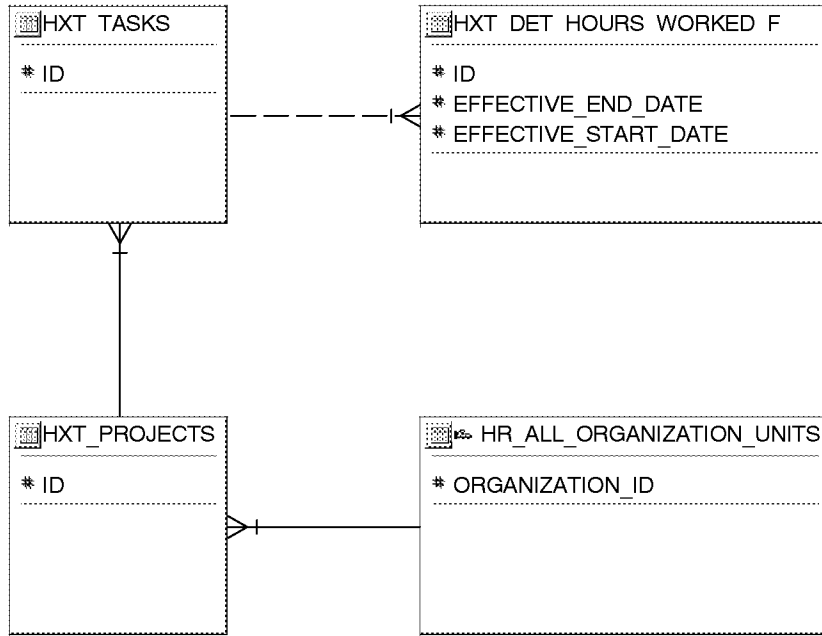 HXT TASKS
# ID
HXT DET HOURS WORKED F
# ID
# EFFECTIVE_END_DATE
# EFFECTIVE_START_DATE
HXT_PROJECTS
# ID
HR_ALL_ORGANIZATION_UNITS
# ORGANIZATION_ID